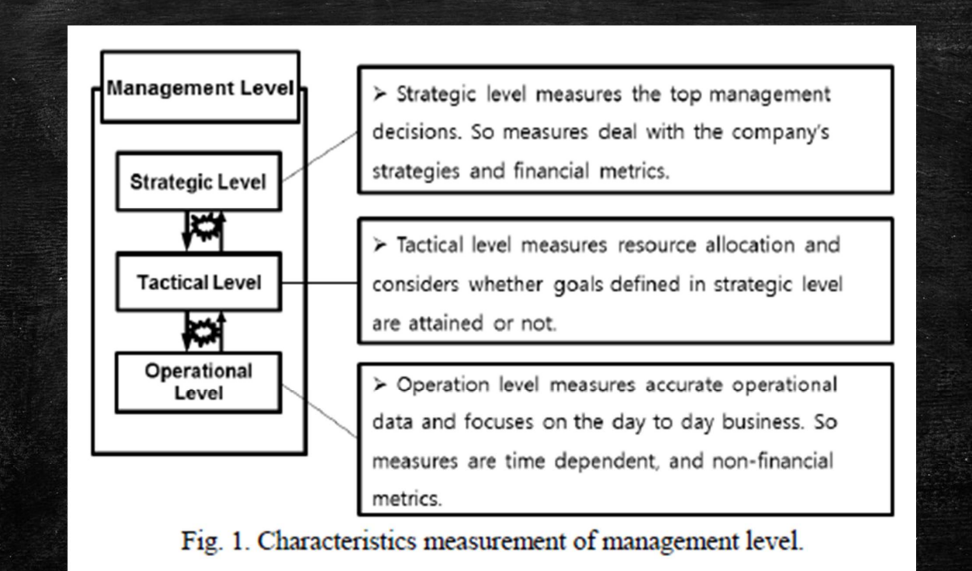 Management Level
Strategic Level
Tactical Level
Operational
Level
➢ Strategic level measures the top management
decisions. So measures deal with the company's
strategies and financial metrics.
➢ Tactical level measures resource allocation and
considers whether goals defined in strategic level
are attained or not.
➢ Operation level measures accurate operational
data and focuses on the day to day business. So
measures are time dependent, and non-financial
metrics.
Fig. 1. Characteristics measurement of management level.